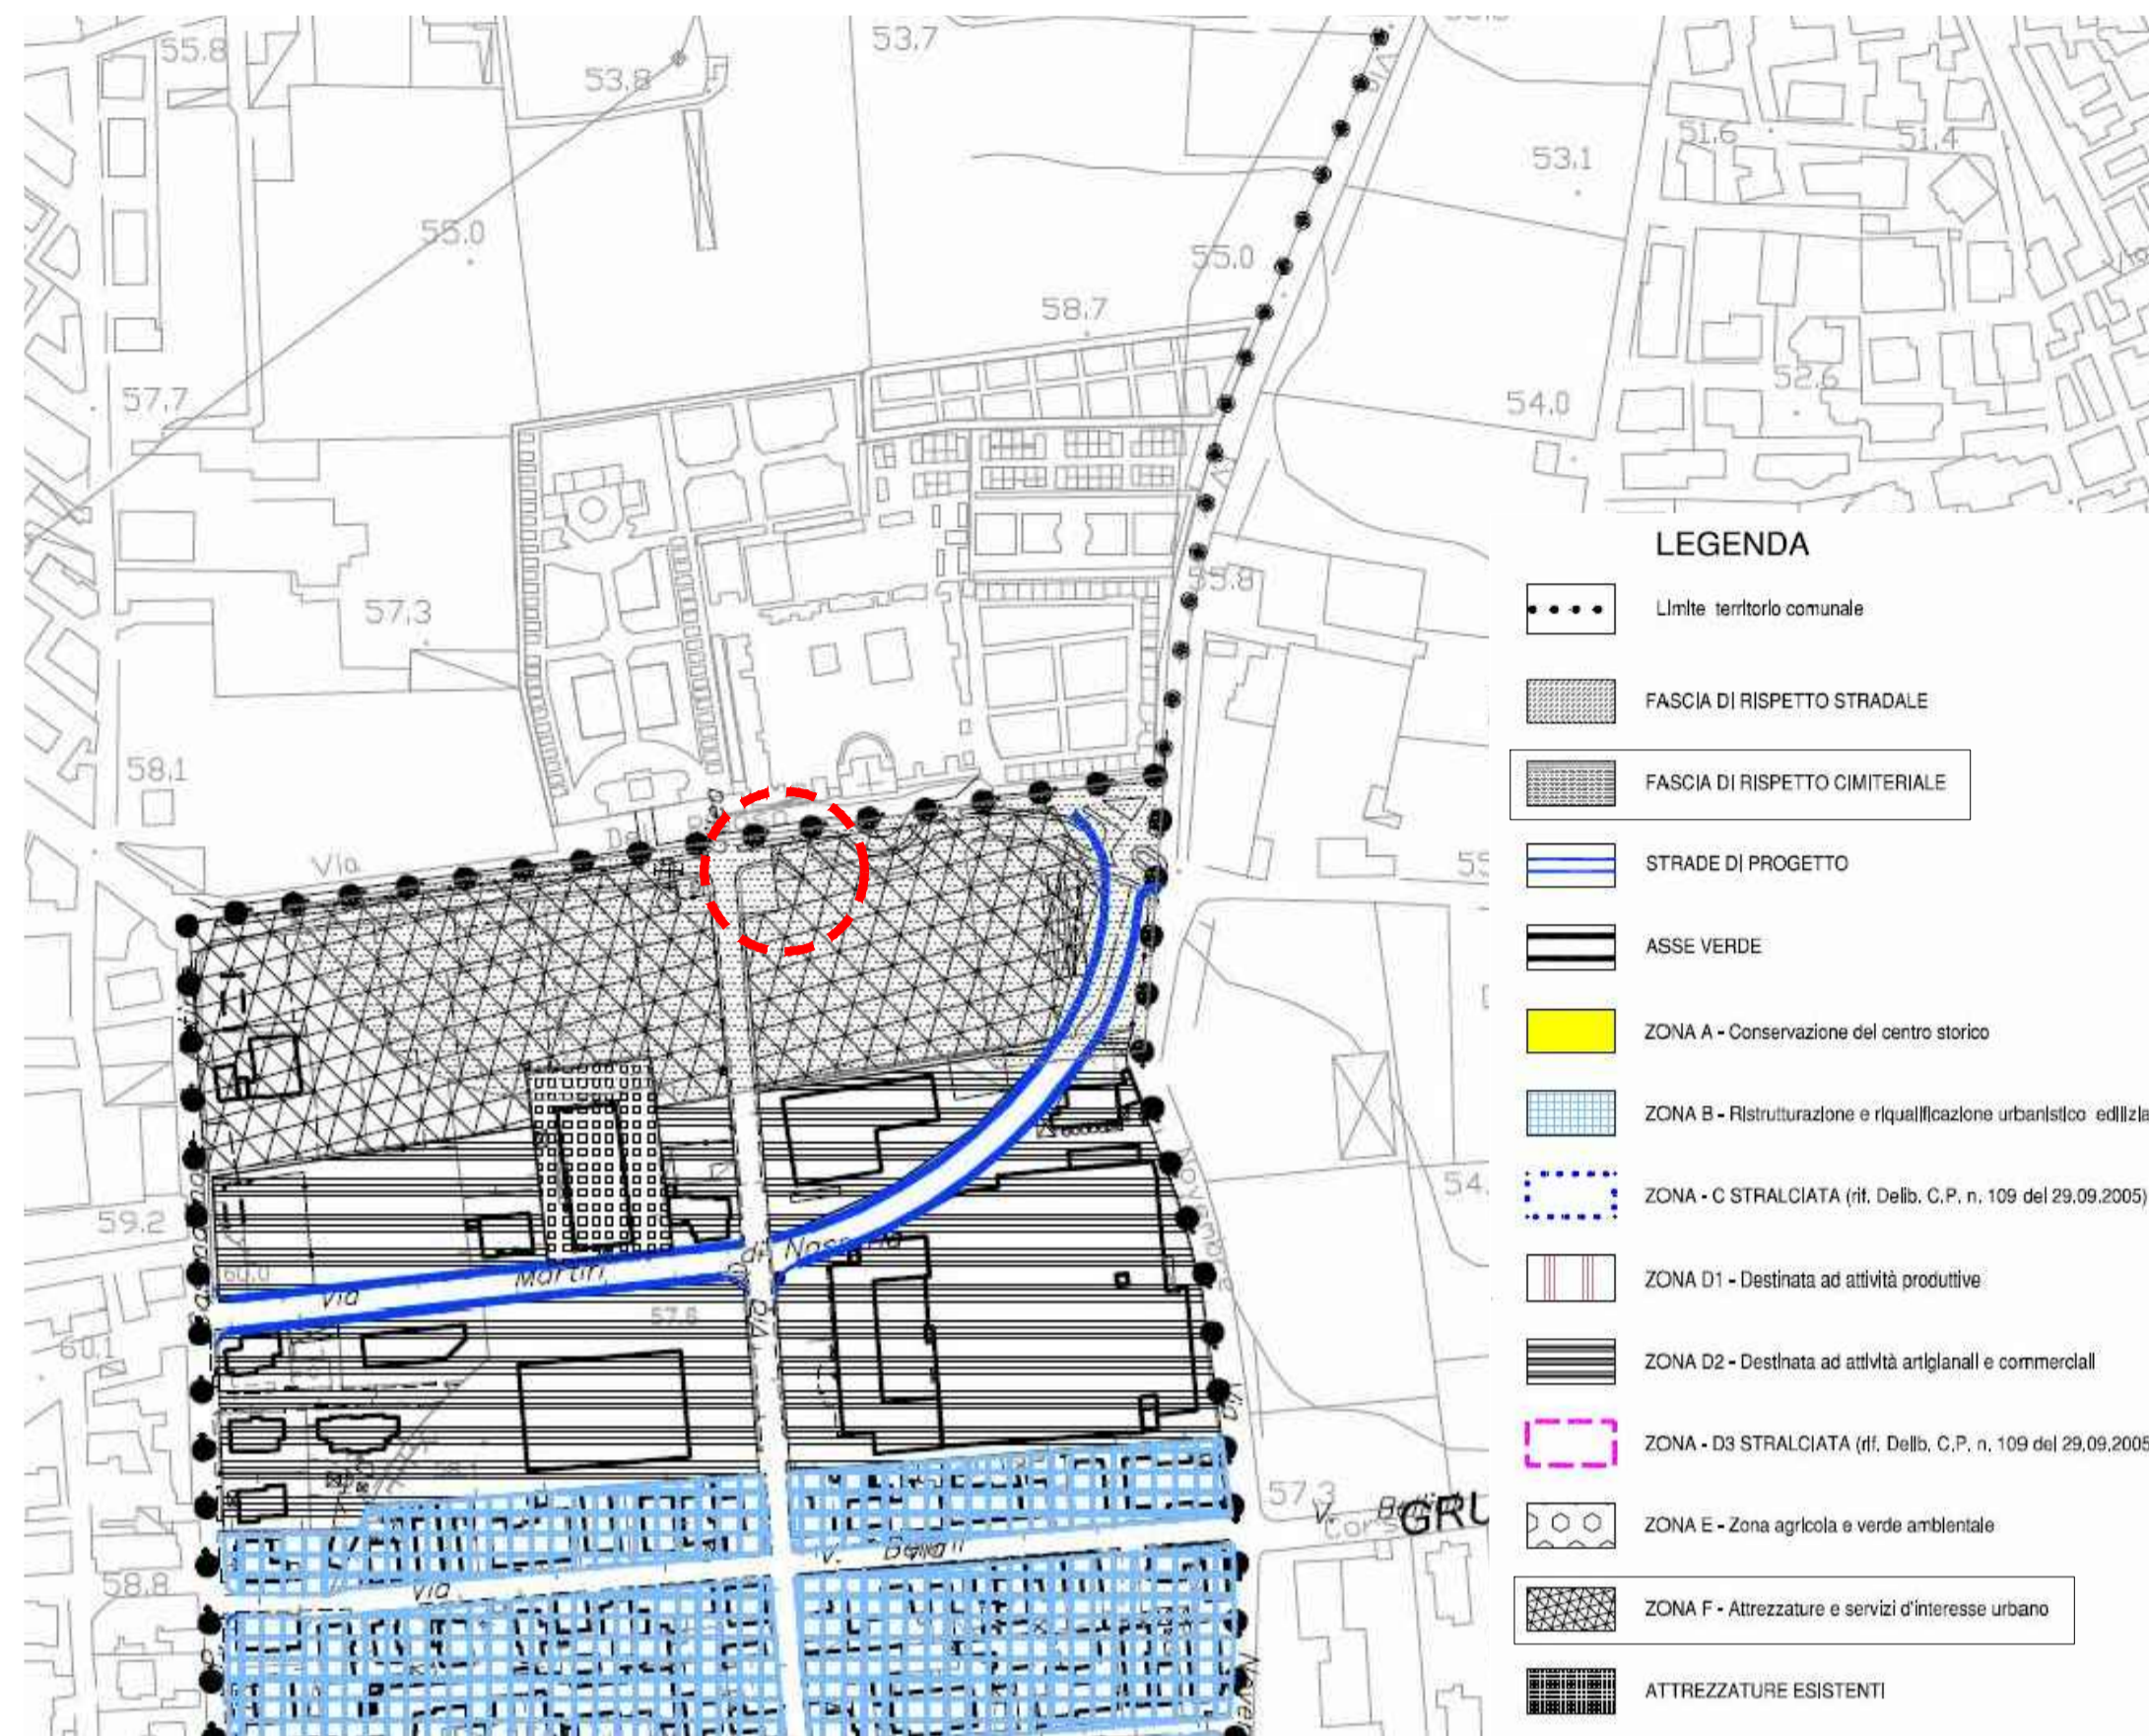 55.8
53.8
53.7
55.0
53.1
51.6
51.4
55.0
58.7
57.7
52.6
54.0
55.8
57.3
58.1
Via
59.2
60.0
Via
Martiri
di
57.6
Via
60.1
58.8
Via
V.
57.3
V.
GRU
LEGENDA
Limite territorio comunale
FASCIA DI RISPETTO STRADALE
FASCIA DI RISPETTO CIMITERIALE
STRADE DI PROGETTO
ASSE VERDE
ZONA A - Conservazione del centro storico
ZONA B - Ristrutturazione e riqualificazione urbanistico edilizia
ZONA - C STRALCIATA (rif. Delib. C.P. n. 109 del 29.09.2005)
ZONA D1 - Destinata ad attività produttive
ZONA D2 - Destinata ad attività artigianali e commerciali
ZONA - D3 STRALCIATA (rif. Delib. C.P. n. 109 del 29.09.2005
ZONA E - Zona agricola e verde ambientale
ZONA F - Attrezzature e servizi d'interesse urbano
ATTREZZATURE ESISTENTI